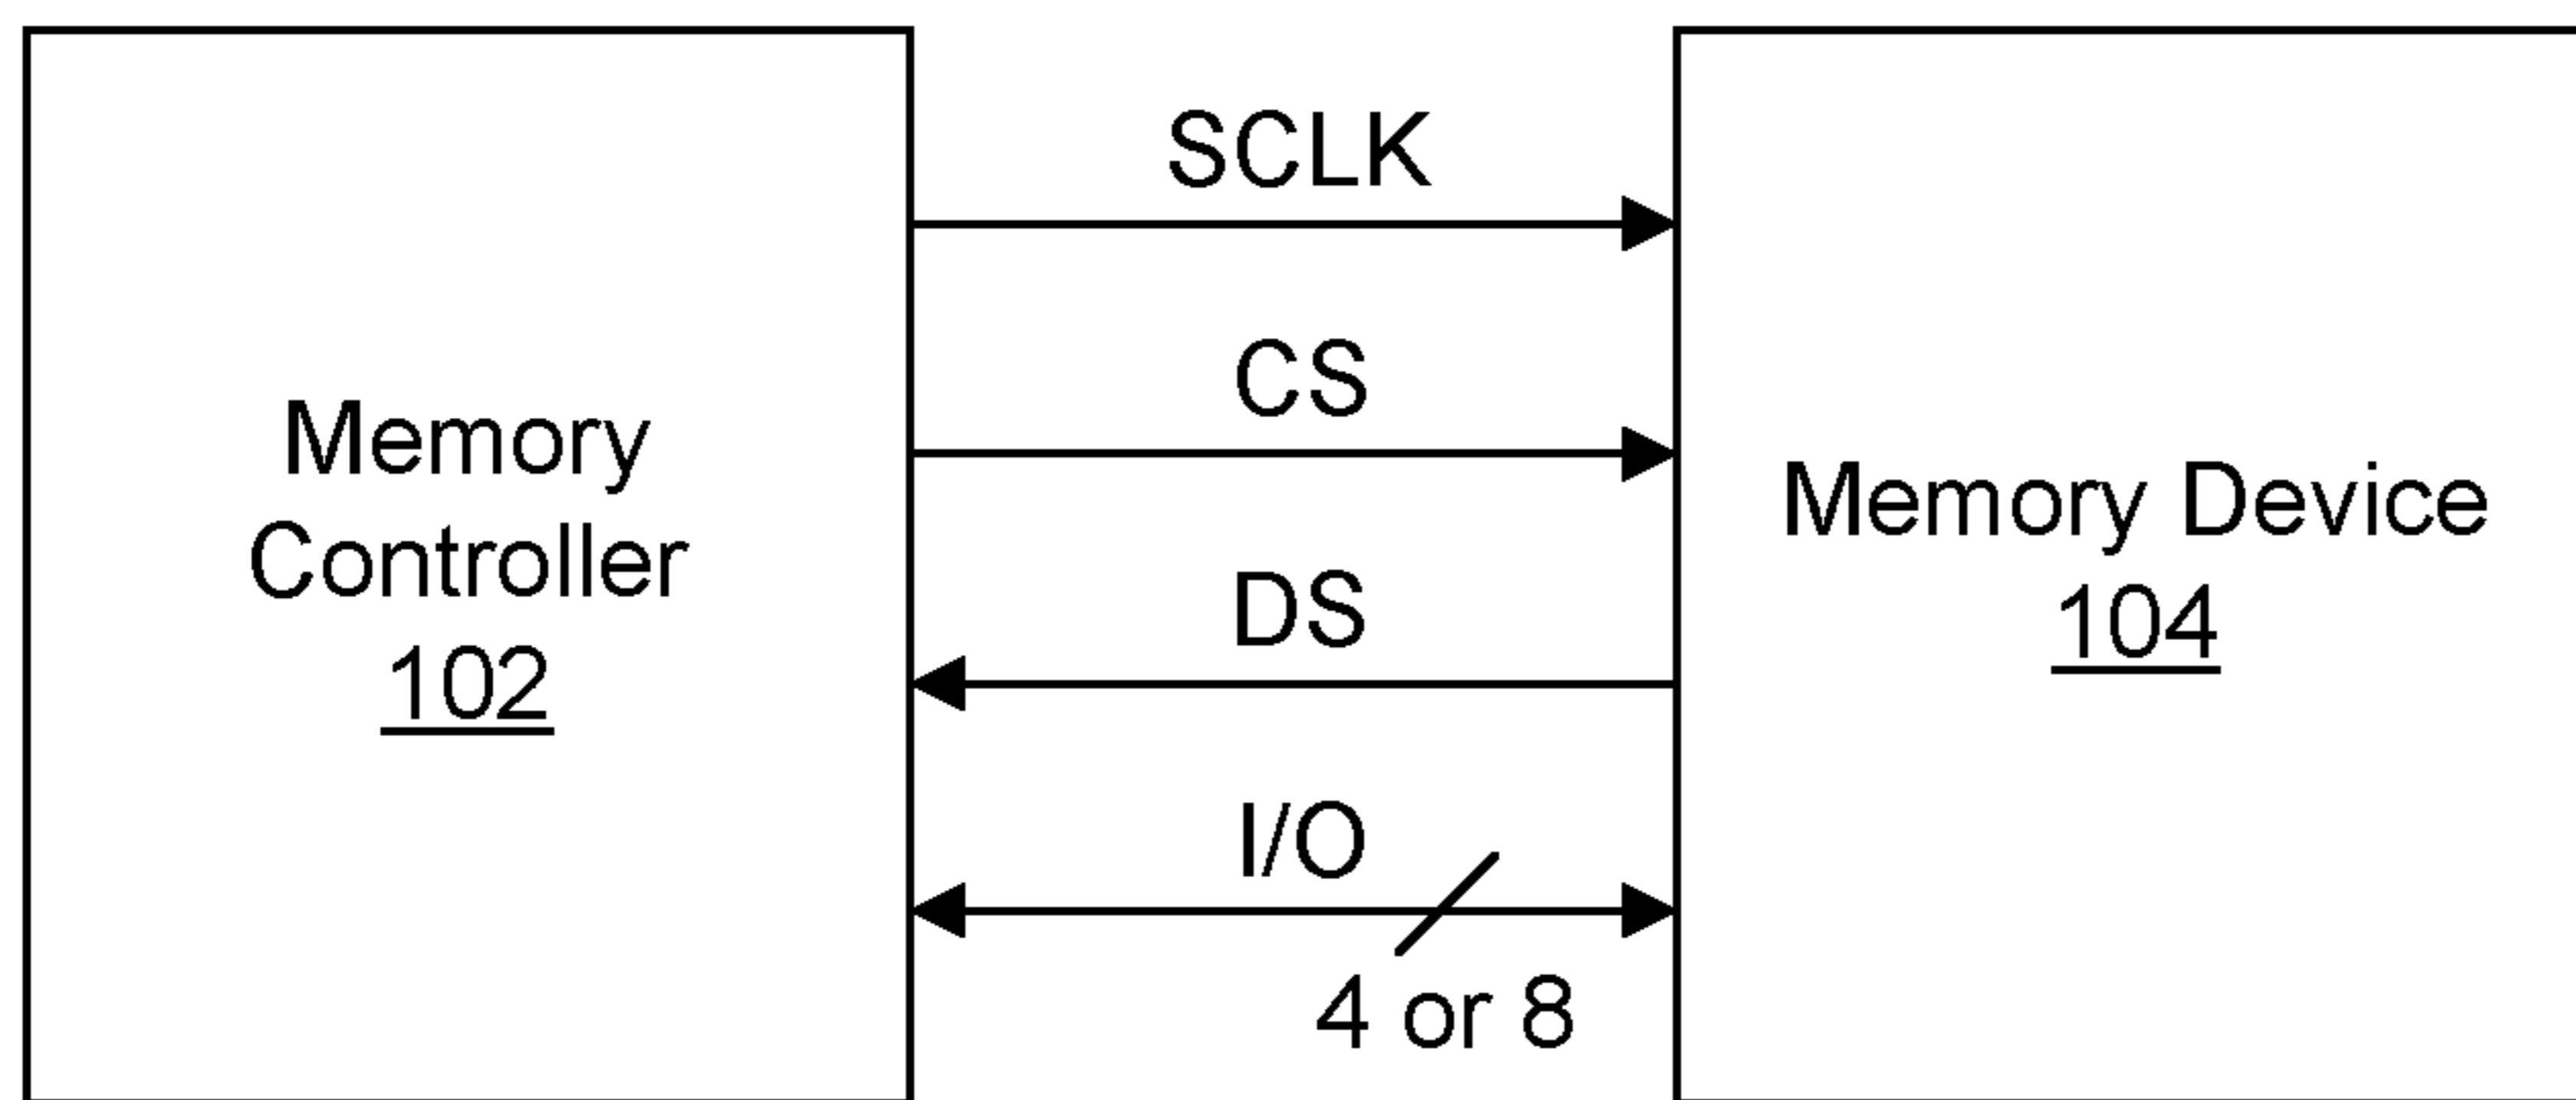 Memory
Controller
102
SCLK
CS
DS
I/O
4 or 8
Memory Device
104